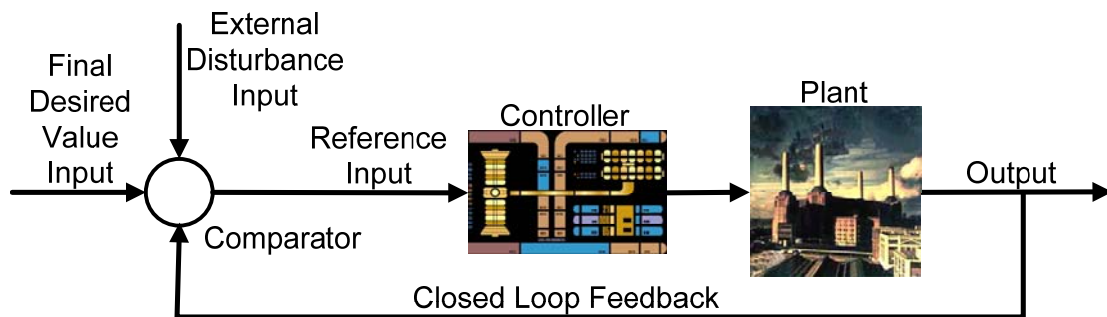 External
Disturbance
Input
Final
Desired
Value
Input
Reference
Input
Controller
Plant
Output
Comparator
Closed Loop Feedback